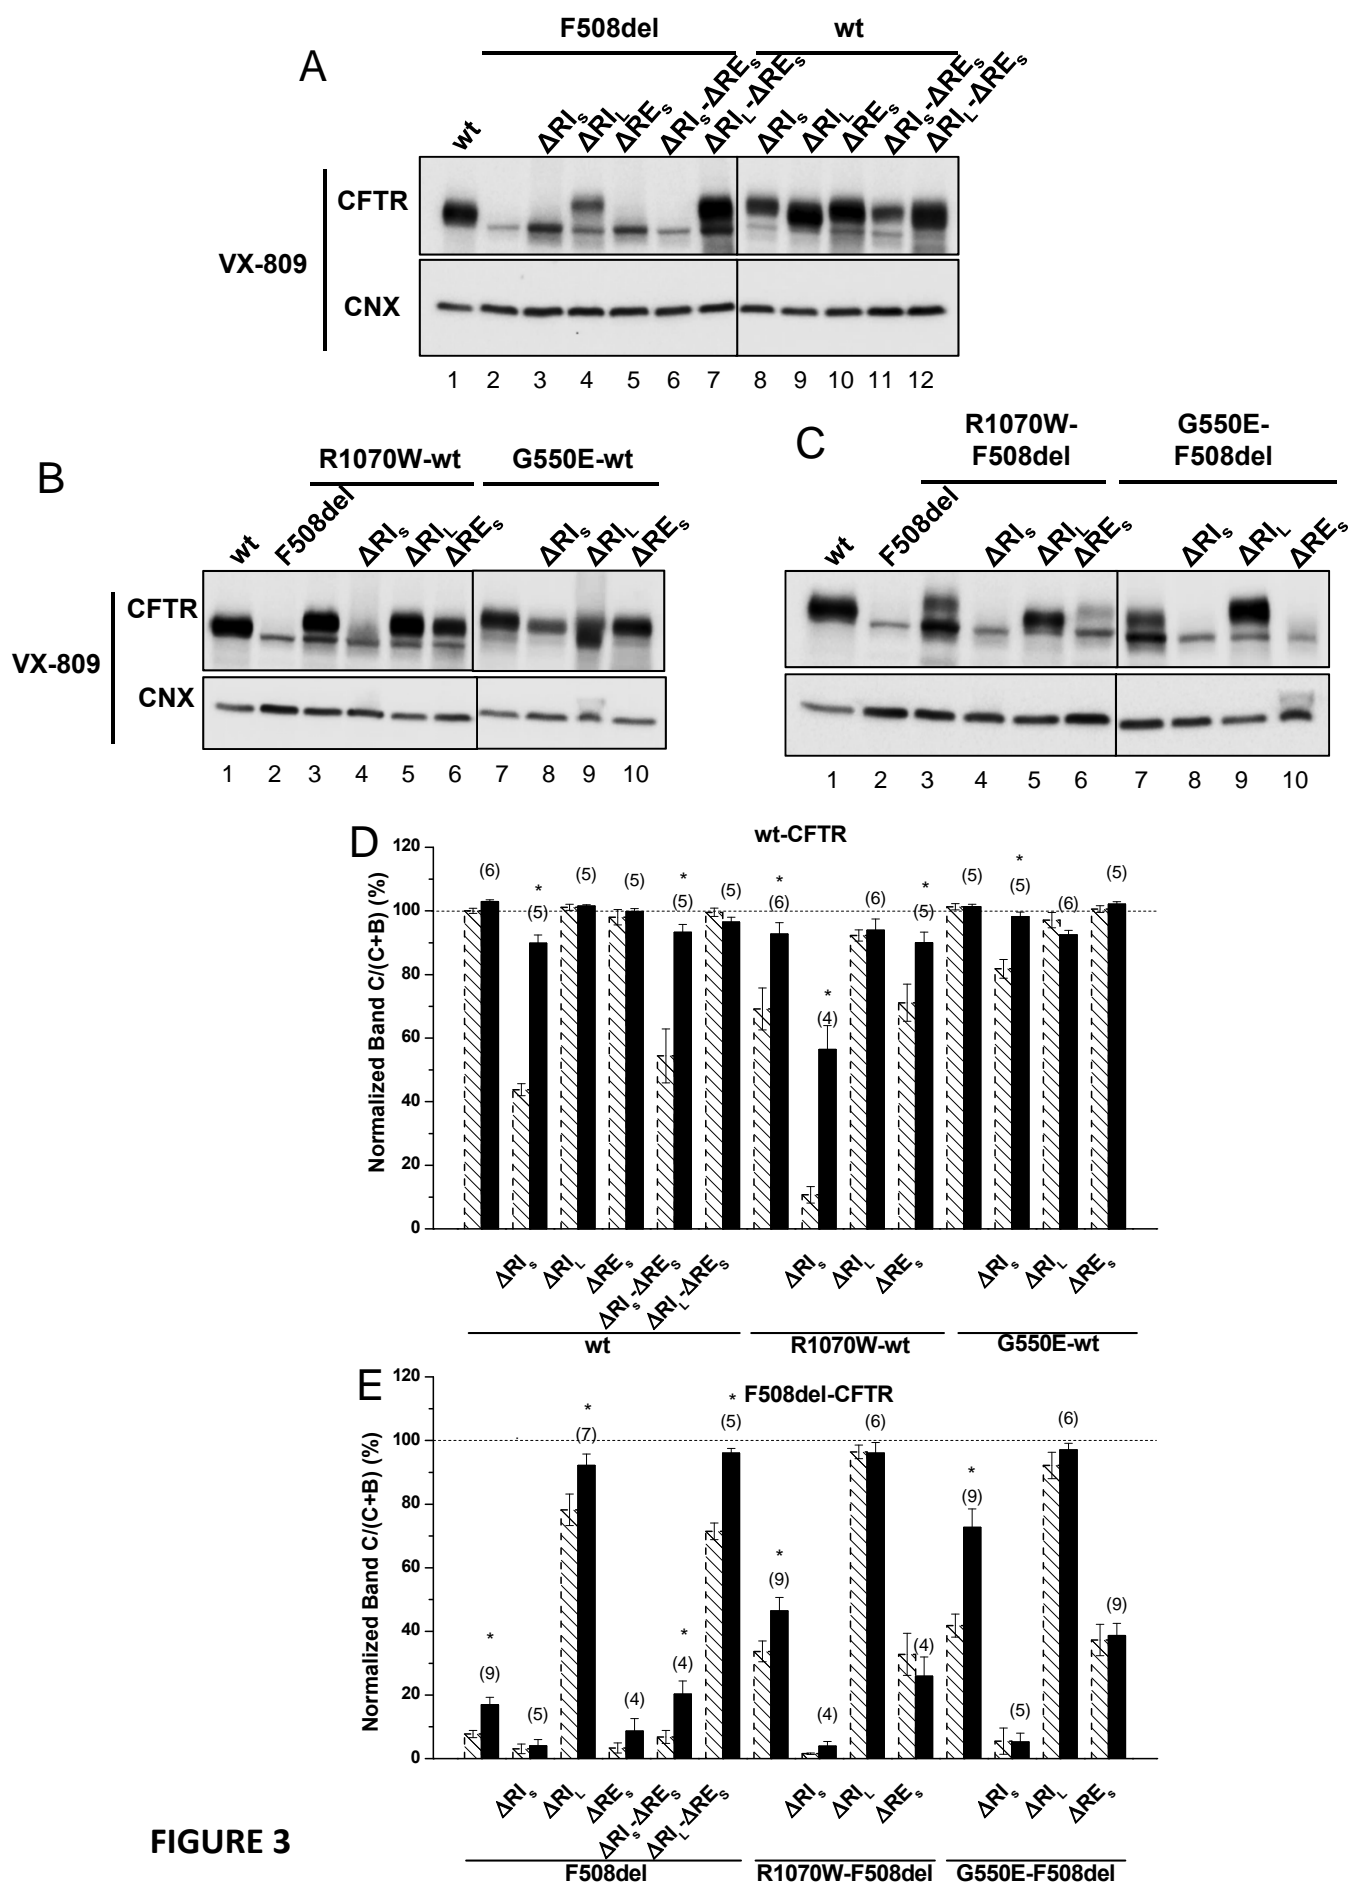 F508del wt
A
wt ΔRIs ΔRIL ΔREs ΔRIs-ΔREs ΔRIL-ΔREs ΔRIs ΔRIL ΔREs ΔRIs-ΔREs ΔRIL-ΔREs
CFTR
VX-809
CNX
1 2 3 4 5 6 7 8 9 10 11 12
B
R1070W-wt G550E-wt
wt F508del ΔRIs ΔRIL ΔREs ΔRIs ΔRIL ΔREs
CFTR
VX-809
CNX
1 2 3 4 5 6 7 8 9 10
C
R1070W- G550E-
F508del F508del
wt F508del ΔRIs ΔRIL ΔREs ΔRIs ΔRIL ΔREs
1 2 3 4 5 6 7 8 9 10
D
wt-CFTR
Normalized Band C/(C+B) (%)
120
100
80
60
40
20
0
(6) * (5) (5) (5) * (5) (5) * (6) * (4) (6) * (5) (5) * (5) (6) (5)
ΔRIs ΔRIL ΔREs ΔRIs-ΔREs ΔRIL-ΔREs ΔRIs ΔRIL ΔREs ΔRIs ΔRIL ΔREs
wt R1070W-wt G550E-wt
E
F508del-CFTR
Normalized Band C/(C+B) (%)
120
100
80
60
40
20
0
* (9) (5) * (7) (4) * (4) * (5) * (9) (4) (6) (4) * (9) (5) (6) (9)
ΔRIs ΔRIL ΔREs ΔRIs-ΔREs ΔRIL-ΔREs ΔRIs ΔRIL ΔREs ΔRIs ΔRIL ΔREs
F508del R1070W-F508del G550E-F508del
FIGURE 3